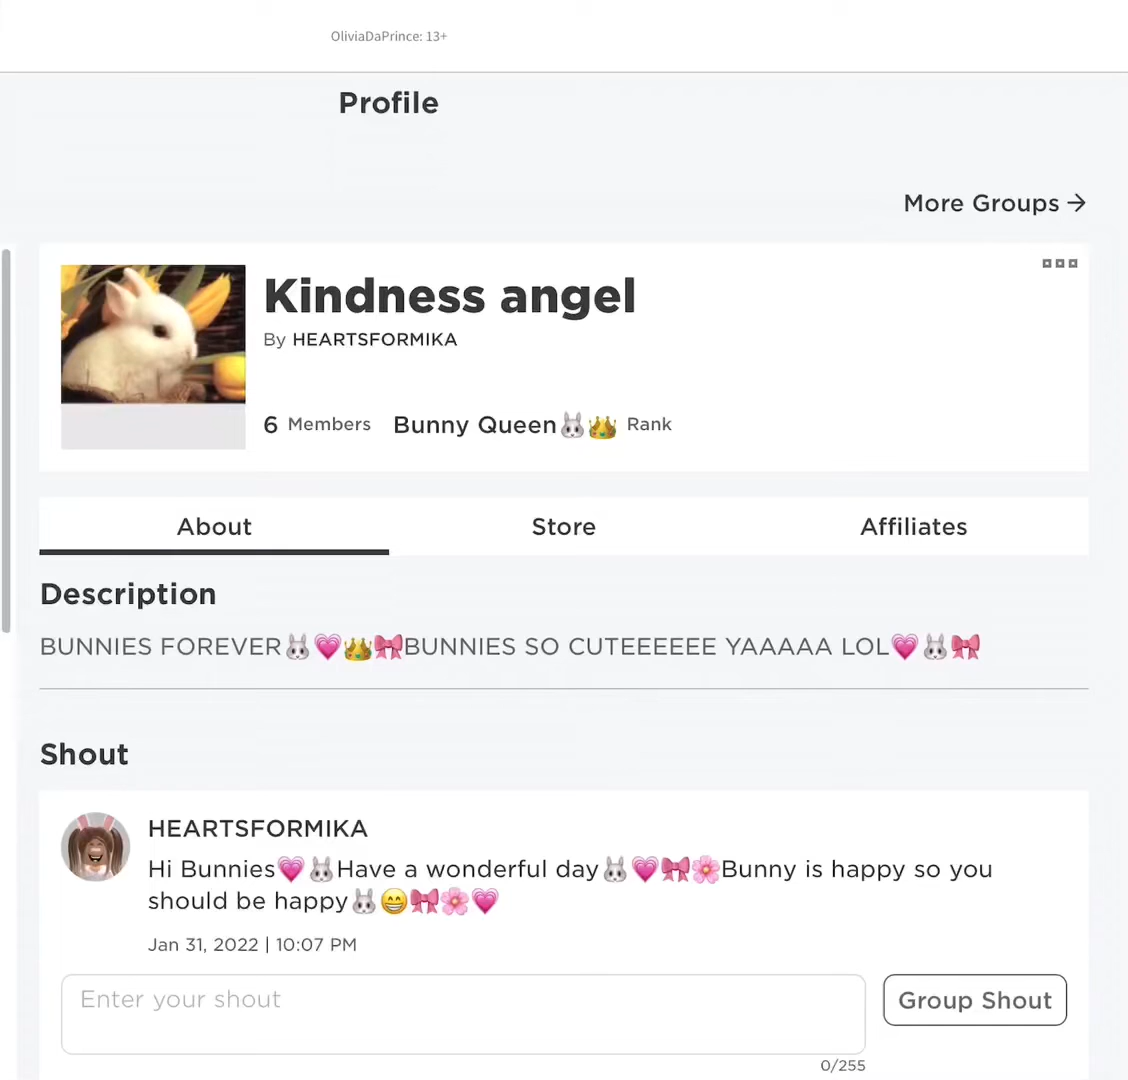 OliviaDaPrince: 13+
Profile
More Groups →
Kindness angel
By HEARTSFORMIKA
6 Members Bunny Queen🐰👑 Rank
About Store Affiliates
Description
BUNNIES FOREVER🐰💗👑🎀BUNNIES SO CUTEEEEEE YAAAAA LOL💗🐰🎀
Shout
HEARTSFORMIKA
Hi Bunnies💗🐰Have a wonderful day🐰💗🎀🌸Bunny is happy so you
should be happy🐰😁🎀🌸💗
Jan 31, 2022 | 10:07 PM
Enter your shout
Group Shout
0/255